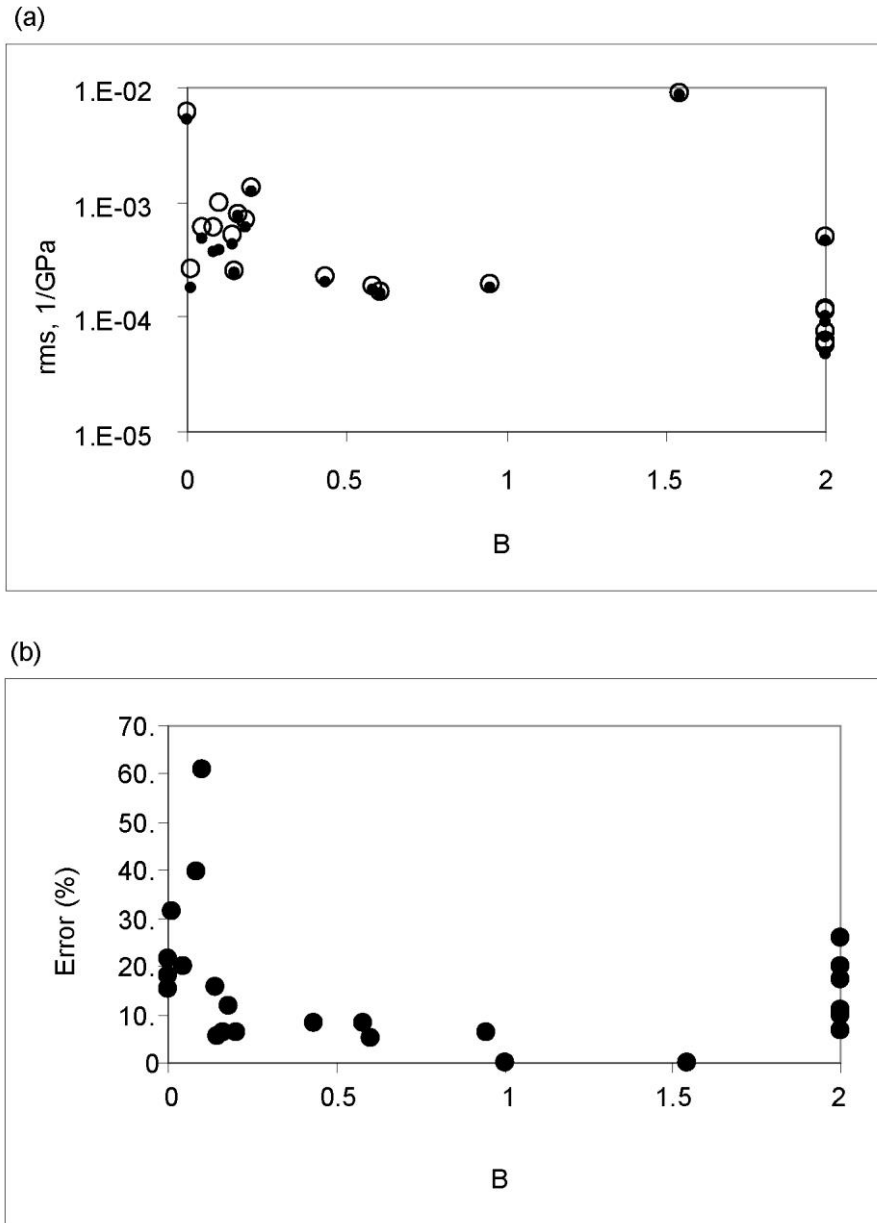 (a)
1.E-02
1.E-03
1.E-04
1.E-05
rms, 1/GPa
0 0.5 1 1.5 2
B
(b)
70.
60.
50.
40.
30.
20.
10.
0
Error (%)
0 0.5 1 1.5 2
B